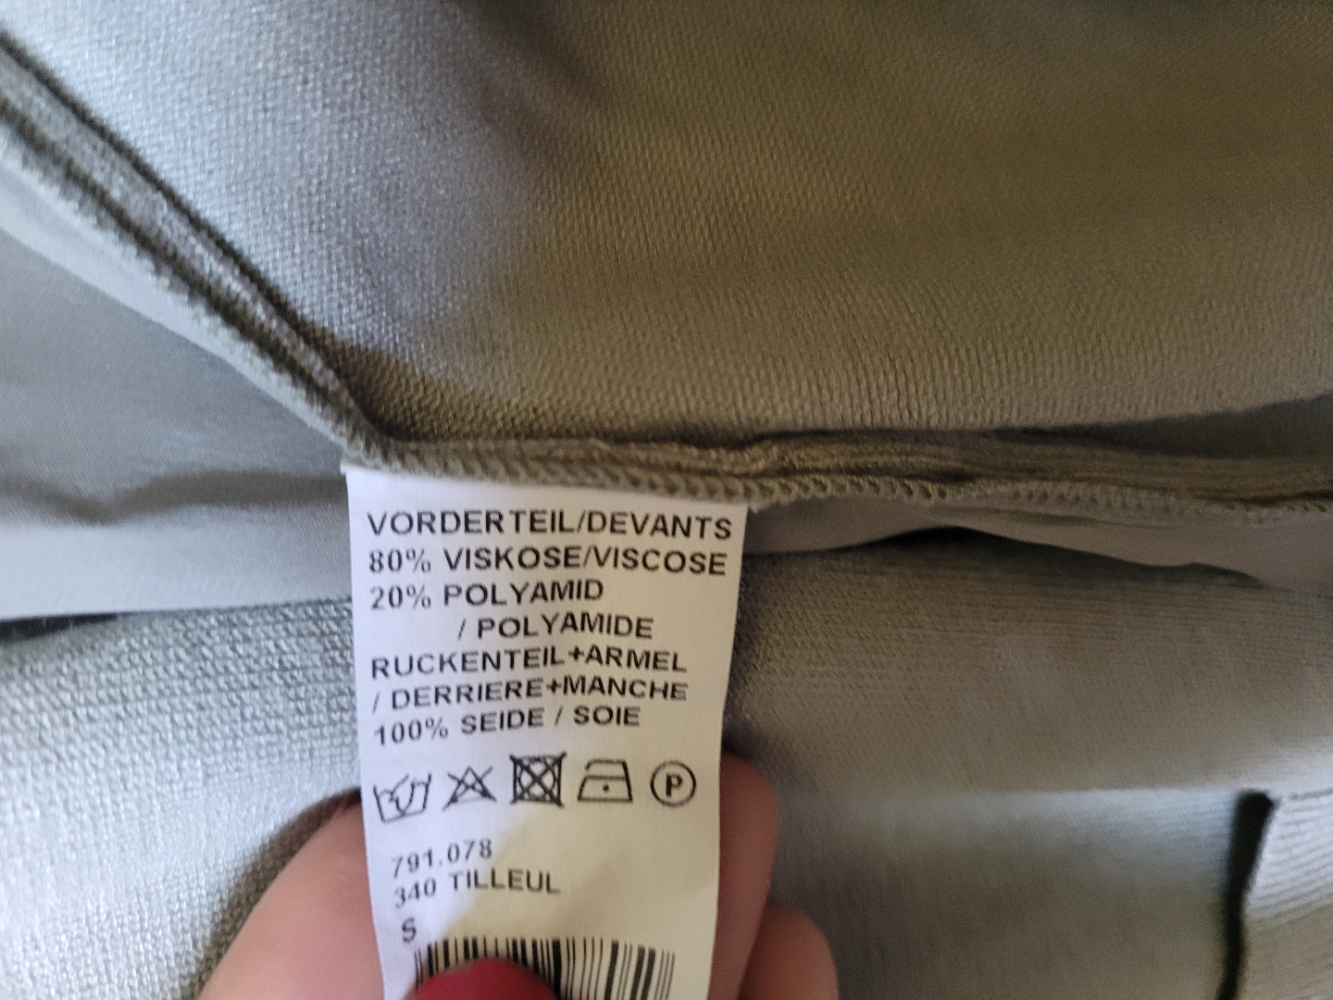 VORDERTEIL/DEVANTS
80% VISKOSE/VISCOSE
20% POLYAMID
/ POLYAMIDE
RUCKENTEIL+ARMEL
/ DERRIERE+MANCHE
100% SEIDE / SOIE
P
791.078
340 TILLEUL
S